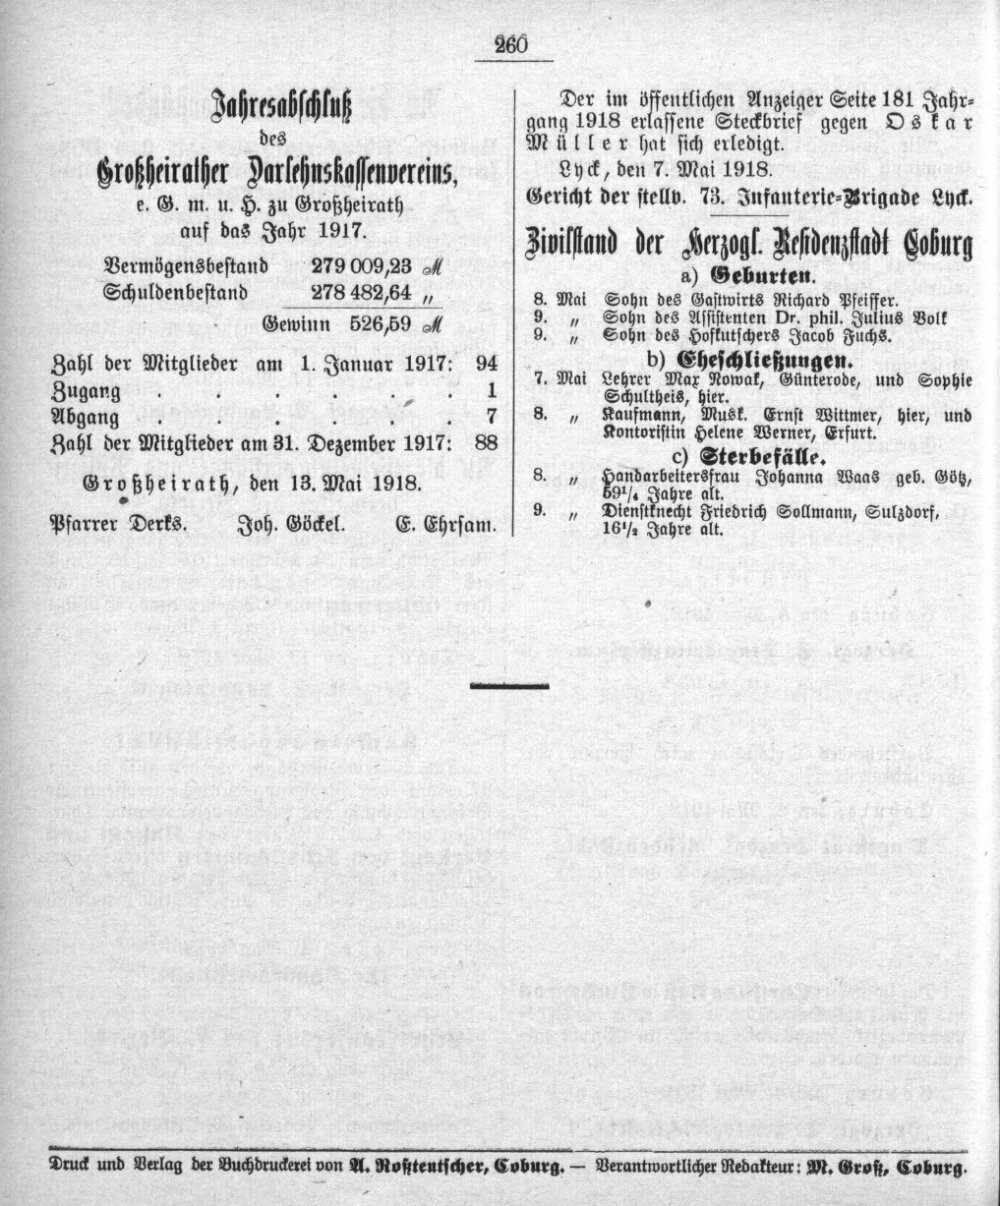 260
Jahresabschluß
des
Großheirather Darlehnskassenvereins,
e. G. m. u. H. zu Großheirath
auf das Jahr 1917.
Vermögensbestand 279 009,23 ℳ
Schuldenbestand 278 482,64 „
Gewinn 526,59 ℳ
Zahl der Mitglieder am 1. Januar 1917: 94
Zugang . . . . . . . 1
Abgang . . . . . . . 7
Zahl der Mitglieder am 31. Dezember 1917: 88
Großheirath, den 13. Mai 1918.
Pfarrer Derks. Joh. Göckel. E. Ehrsam.
Der im öffentlichen Anzeiger Seite 181 Jahr-
gang 1918 erlassene Steckbrief gegen Oskar
Müller hat sich erledigt.
Lyck, den 7. Mai 1918.
Gericht der stellv. 73. Infanterie-Brigade Lyck.
Zivilstand der Herzogl. Residenzstadt Coburg
a) Geburten.
8. Mai Sohn des Gastwirts Richard Pfeiffer.
9. „ Sohn des Assistenten Dr. phil. Julius Volk
9. „ Sohn des Hofkutschers Jacob Fuchs.
b) Eheschließungen.
7. Mai Lehrer Max Nowak, Günterode, und Sophie
Schultheis, hier.
8. „ Kaufmann, Musk. Ernst Wittmer, hier, und
Kontoristin Helene Werner, Erfurt.
c) Sterbefälle.
8. „ Handarbeitersfrau Johanna Waas geb. Götz,
59¹/₄ Jahre alt.
9. „ Dienstknecht Friedrich Sollmann, Sulzdorf,
16¹/₂ Jahre alt.
Druck und Verlag der Buchdruckerei von A. Roßteutscher, Coburg. — Verantwortlicher Redakteur: M. Groß, Coburg.